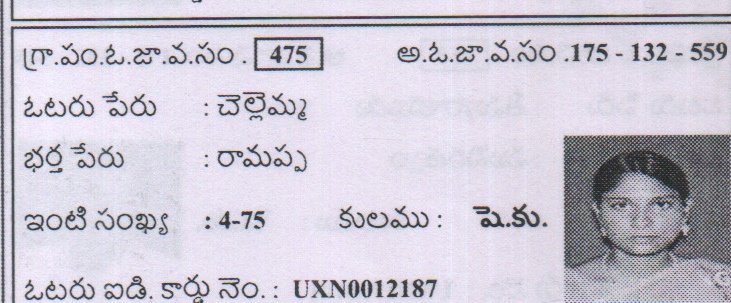 గ్రా.పం.ఓ.జా.వ.సం 475 అ.ఓ.జా.వ.సం .175 - 132 - 559
ఓటరు పేరు : చెల్లెమ్మ
భర్త పేరు : రామప్ప
ఇంటి సంఖ్య :4-75 కులము : షె.కు.
ఓటరు ఐడి. కార్డు నెం. : UXN0012187